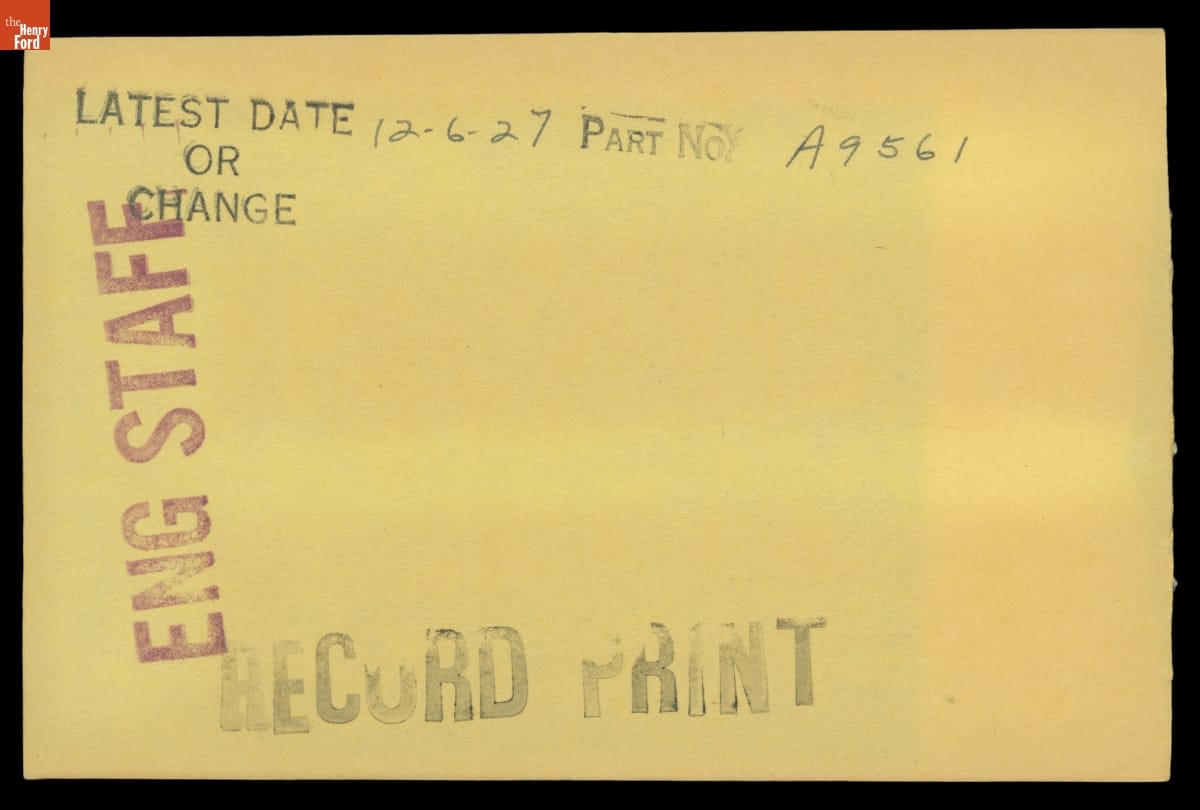 the
Henry
Ford
LATEST DATE 12-6-27 PART NO. A9561
OR
CHANGE
ENG STAFF
RECORD PRINT